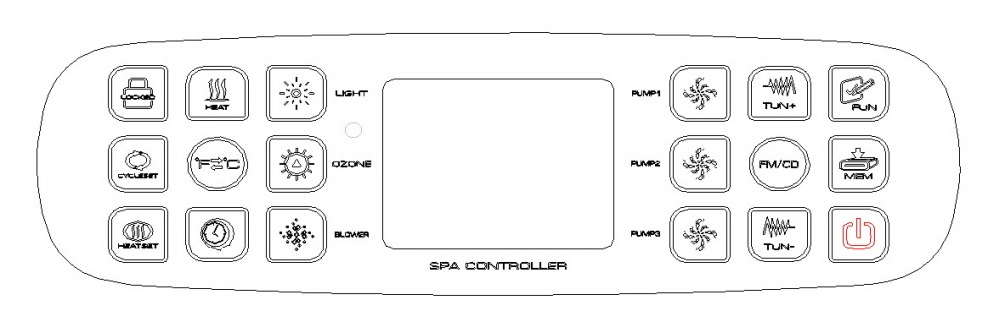 LOCKED
HEAT
LIGHT
PUMP1
TUN+
RUN
CYCLESET
°F⇄°C
OZONE
PUMP2
FM/CD
MEM
HEATSET
BLOWER
PUMP3
TUN-
SPA CONTROLLER